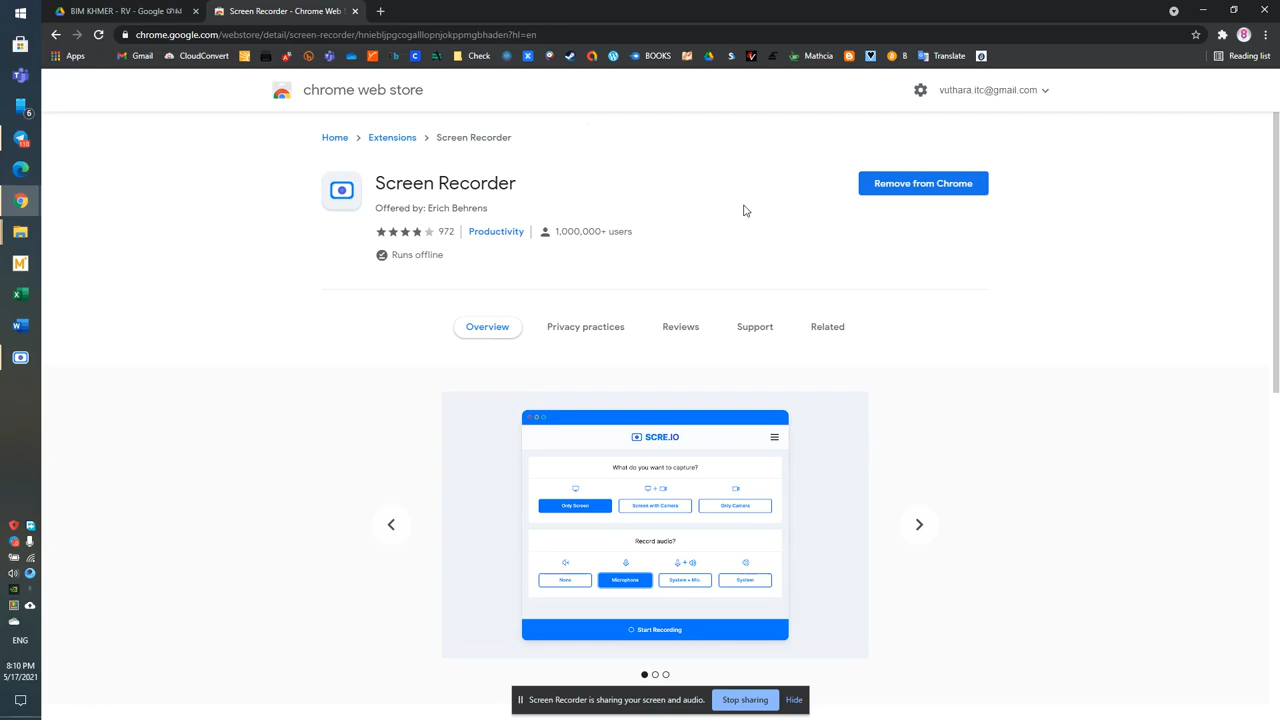 BIM KHMER - RV - Google ដ្រាយ
Screen Recorder - Chrome Web S
chrome.google.com/webstore/detail/screen-recorder/hniebljpgcogalllopnjokppmgbhaden?hl=en
Apps
Gmail
CloudConvert
Check
BOOKS
Mathcia
B
Translate
Reading list
chrome web store
vuthara.itc@gmail.com
Home > Extensions > Screen Recorder
Screen Recorder
Remove from Chrome
Offered by: Erich Behrens
972
Productivity
1,000,000+ users
Runs offline
Overview
Privacy practices
Reviews
Support
Related
SCRE.IO
What do you want to capture?
Only Screen
Screen with Camera
Only Camera
Record audio?
None
Microphone
System + Mic.
System
Start Recording
ENG
8:10 PM
5/17/2021
Screen Recorder is sharing your screen and audio.
Stop sharing
Hide